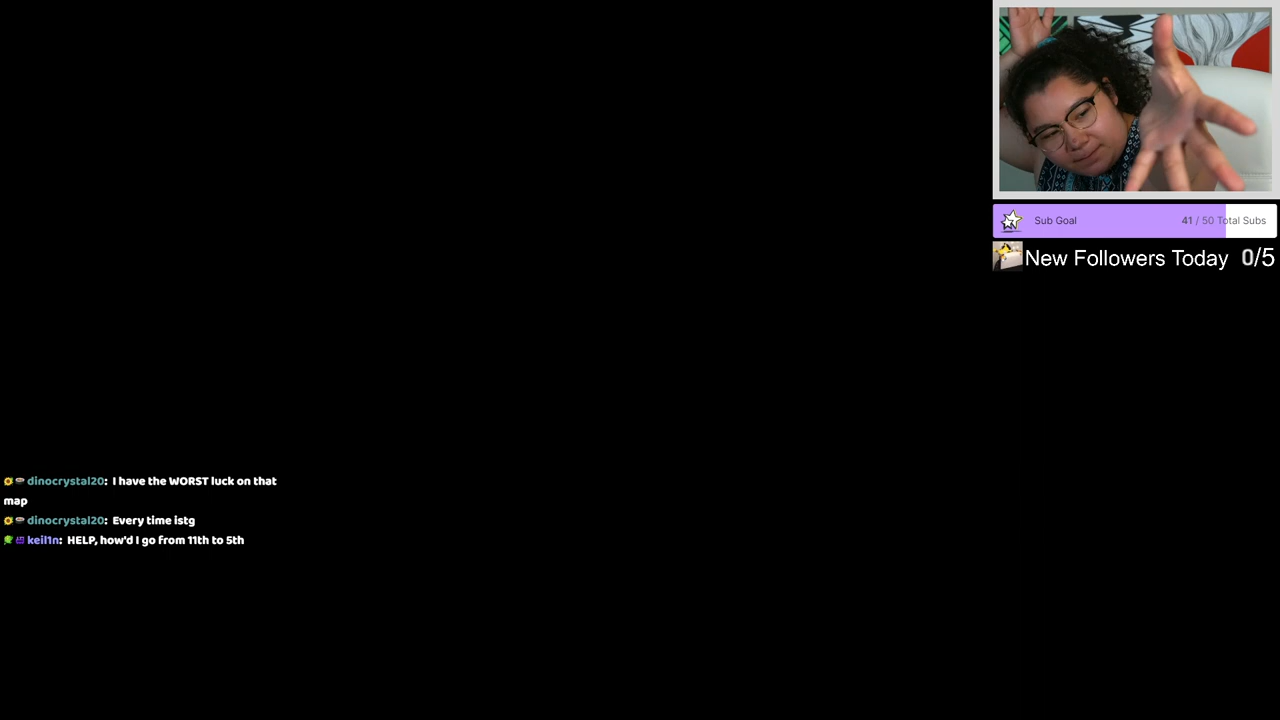 Sub Goal
41 / 50 Total Subs
New Followers Today 0/5
dinocrystal20: I have the WORST luck on that
map
dinocrystal20: Every time istg
keil1n: HELP, how'd I go from 11th to 5th